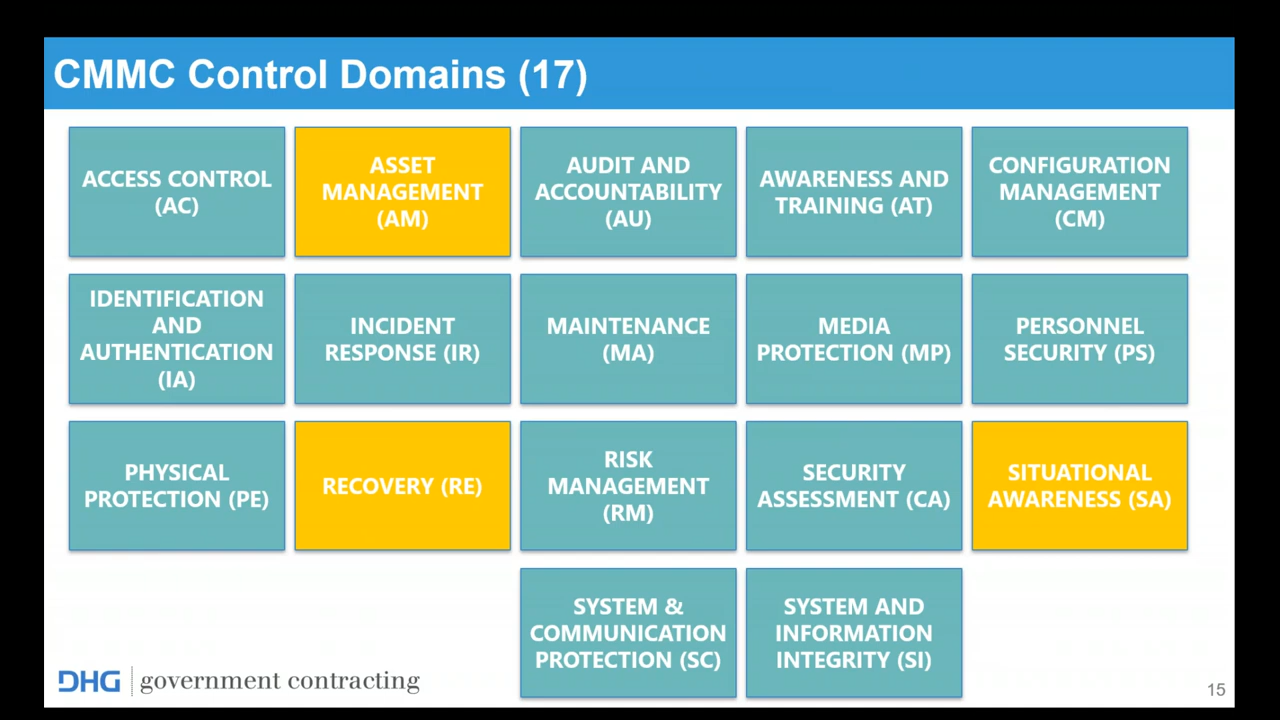 CMMC Control Domains (17)
ACCESS CONTROL
(AC)
ASSET
MANAGEMENT
(AM)
AUDIT AND
ACCOUNTABILITY
(AU)
AWARENESS AND
TRAINING (AT)
CONFIGURATION
MANAGEMENT
(CM)
IDENTIFICATION
AND
AUTHENTICATION
(IA)
INCIDENT
RESPONSE (IR)
MAINTENANCE
(MA)
MEDIA
PROTECTION (MP)
PERSONNEL
SECURITY (PS)
PHYSICAL
PROTECTION (PE)
RECOVERY (RE)
RISK
MANAGEMENT
(RM)
SECURITY
ASSESSMENT (CA)
SITUATIONAL
AWARENESS (SA)
SYSTEM &
COMMUNICATION
PROTECTION (SC)
SYSTEM AND
INFORMATION
INTEGRITY (SI)
DHG government contracting
15